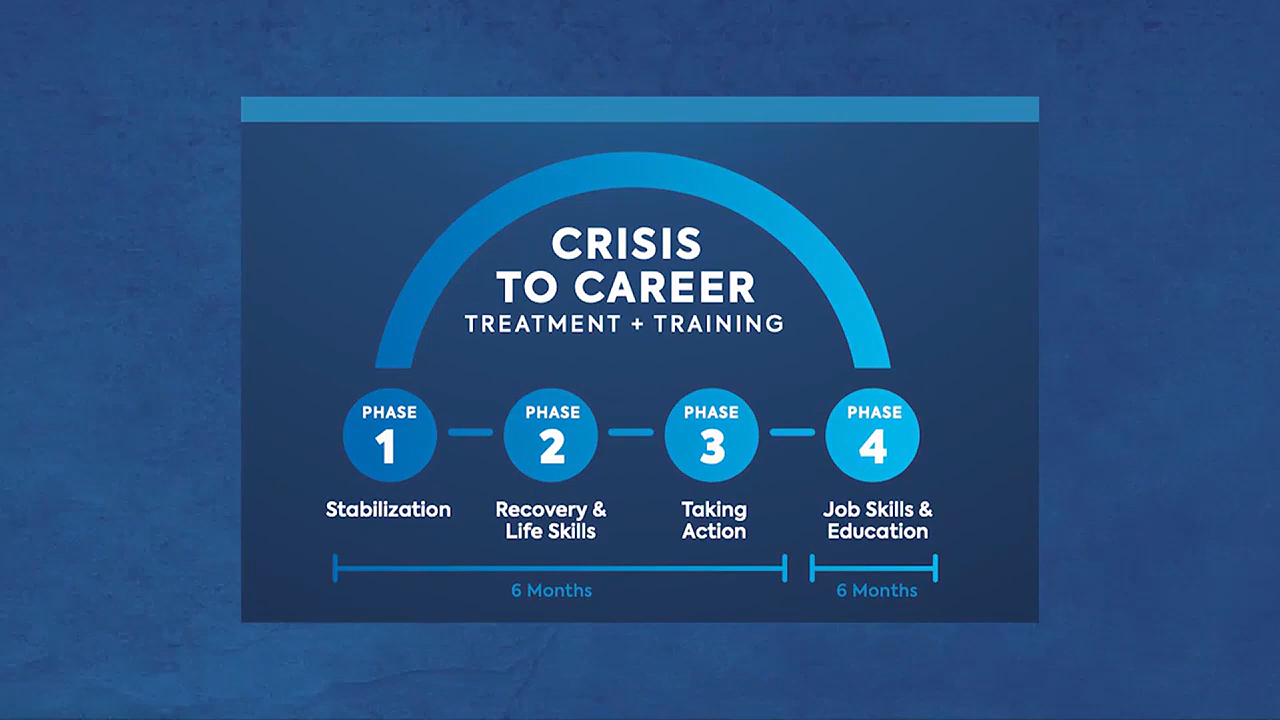 CRISIS
TO CAREER
TREATMENT + TRAINING
PHASE
1
PHASE
2
PHASE
3
PHASE
4
Stabilization
Recovery &
Life Skills
Taking
Action
Job Skills &
Education
6 Months
6 Months